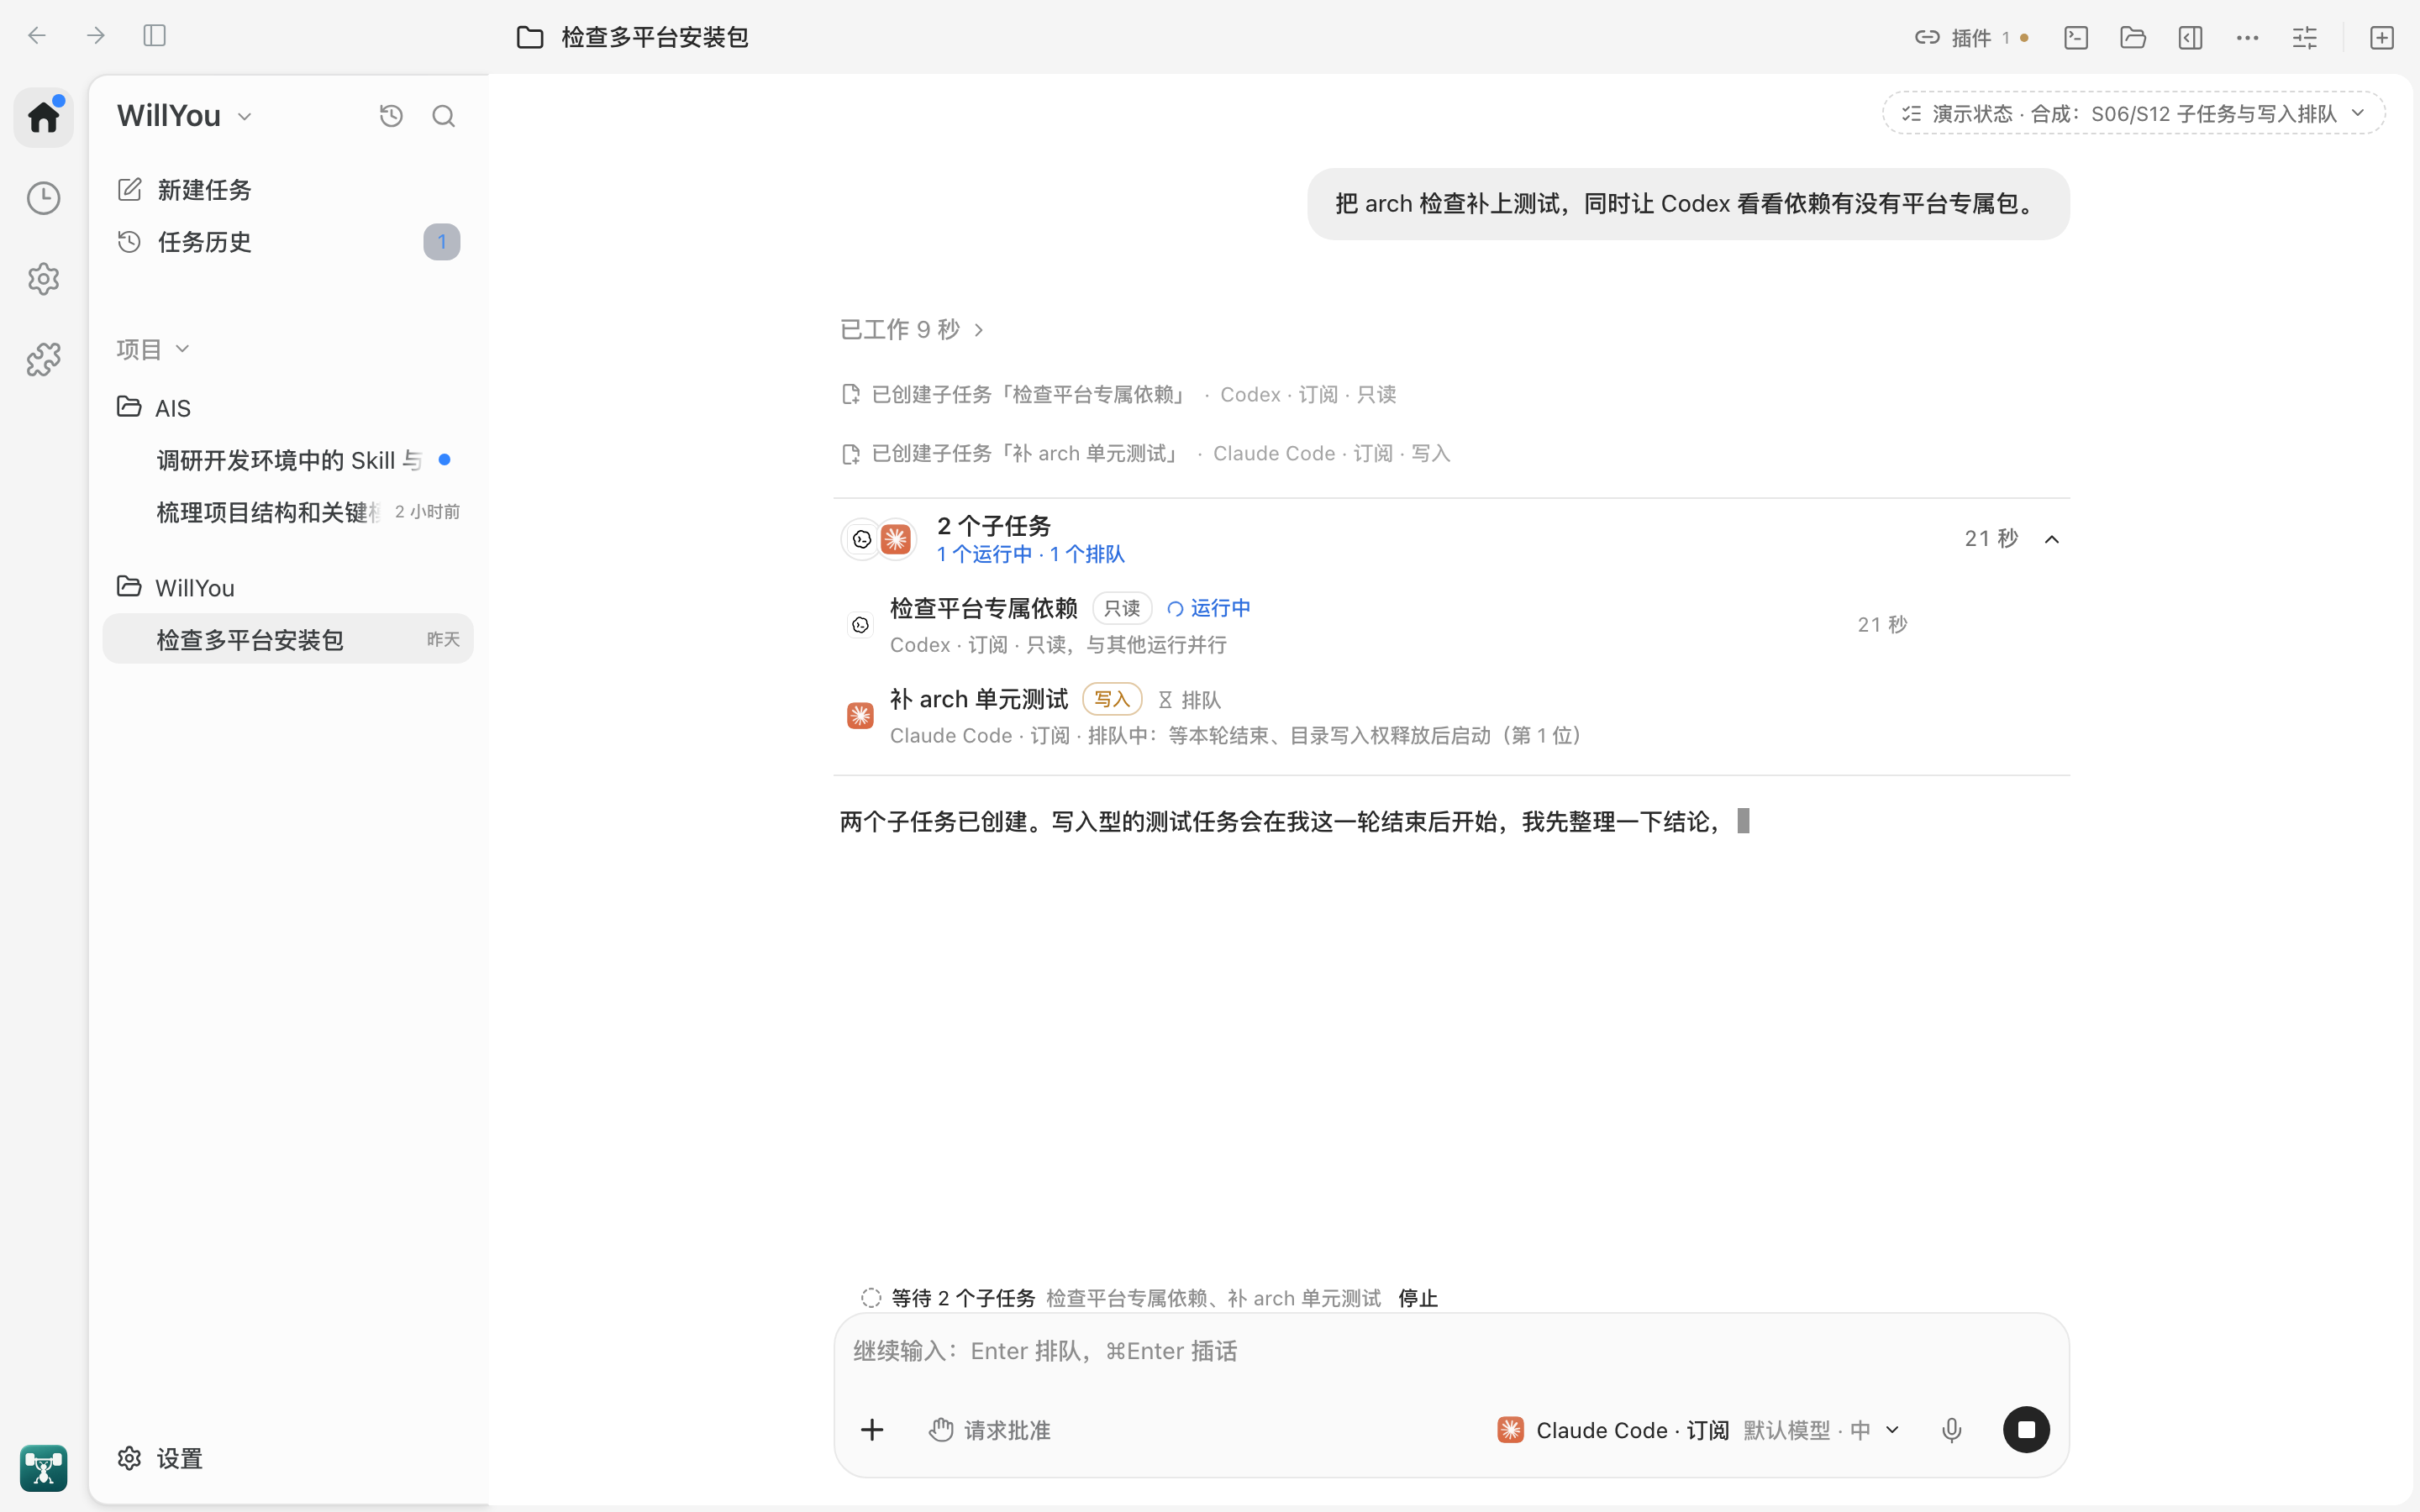 检查多平台安装包
插件 1
WillYou
演示状态 · 合成：S06/S12 子任务与写入排队
新建任务
任务历史 1
项目
AIS
调研开发环境中的 Skill 与
梳理项目结构和关键 2 小时前
WillYou
检查多平台安装包 昨天
设置
把 arch 检查补上测试，同时让 Codex 看看依赖有没有平台专属包。
已工作 9 秒
已创建子任务「检查平台专属依赖」 · Codex · 订阅 · 只读
已创建子任务「补 arch 单元测试」 · Claude Code · 订阅 · 写入
2 个子任务
1 个运行中 · 1 个排队
21 秒
检查平台专属依赖 只读 运行中
Codex · 订阅 · 只读，与其他运行并行
21 秒
补 arch 单元测试 写入 排队
Claude Code · 订阅 · 排队中：等本轮结束、目录写入权释放后启动（第 1 位）
两个子任务已创建。写入型的测试任务会在我这一轮结束后开始，我先整理一下结论，
等待 2 个子任务 检查平台专属依赖、补 arch 单元测试 停止
继续输入：Enter 排队，⌘Enter 插话
请求批准
Claude Code · 订阅 默认模型 · 中